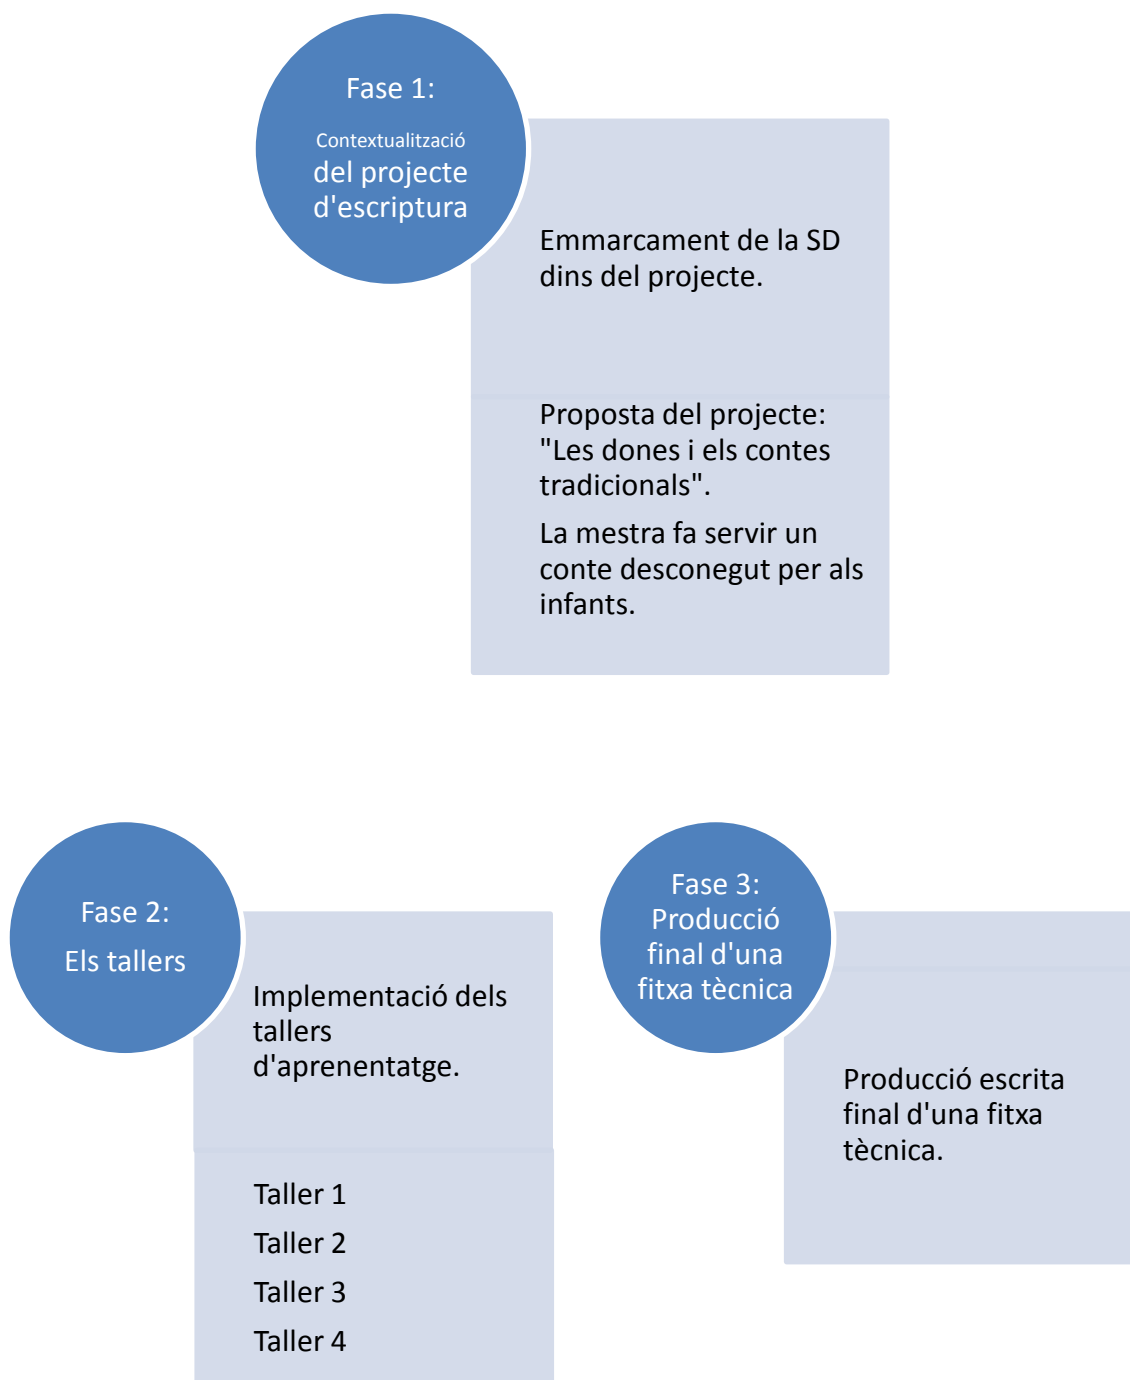 Fase 1:
Contextualització
del projecte
d'escriptura
Emmarcament de la SD
dins del projecte.
Proposta del projecte:
"Les dones i els contes
tradicionals".
La mestra fa servir un
conte desconegut per als
infants.
Fase 2:
Els tallers
Implementació dels
tallers
d'aprenentatge.
Taller 1
Taller 2
Taller 3
Taller 4
Fase 3:
Producció
final d'una
fitxa tècnica
Producció escrita
final d'una fitxa
tècnica.